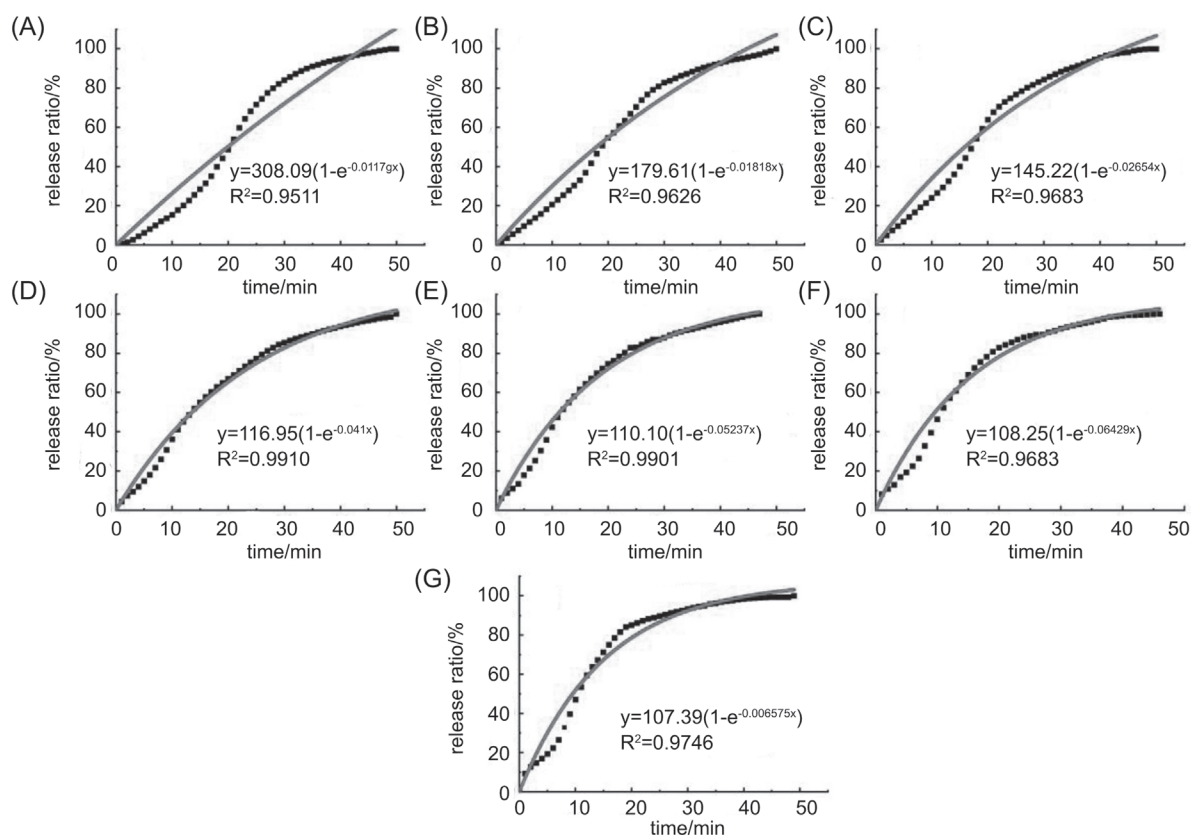 (A)
release ratio/%
100
80
60
40
20
0
y=308.09(1-e^-0.0117gx)
R²=0.9511
0 10 20 30 40 50
time/min
(B)
release ratio/%
100
80
60
40
20
0
y=179.61(1-e^-0.01818x)
R²=0.9626
0 10 20 30 40 50
time/min
(C)
release ratio/%
100
80
60
40
20
0
y=145.22(1-e^-0.02654x)
R²=0.9683
0 10 20 30 40 50
time/min
(D)
release ratio/%
100
80
60
40
20
0
y=116.95(1-e^-0.041x)
R²=0.9910
0 10 20 30 40 50
time/min
(E)
release ratio/%
100
80
60
40
20
0
y=110.10(1-e^-0.05237x)
R²=0.9901
0 10 20 30 40 50
time/min
(F)
release ratio/%
100
80
60
40
20
0
y=108.25(1-e^-0.06429x)
R²=0.9683
0 10 20 30 40 50
time/min
(G)
release ratio/%
100
80
60
40
20
0
y=107.39(1-e^-0.006575x)
R²=0.9746
0 10 20 30 40 50
time/min